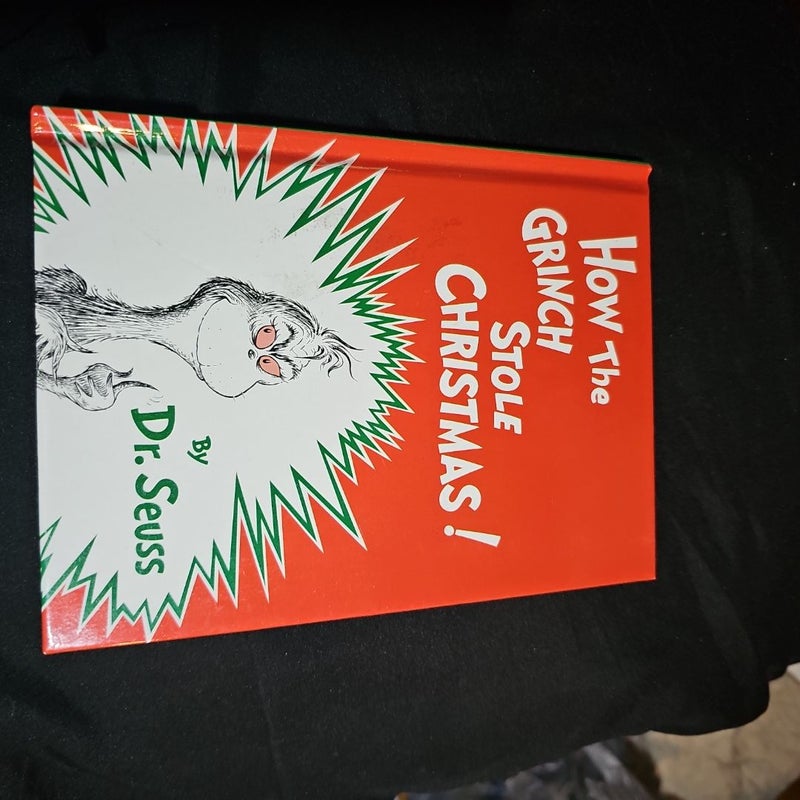 HOW The
GRINCH
STOLE
CHRISTMAS!
By
Dr. Seuss